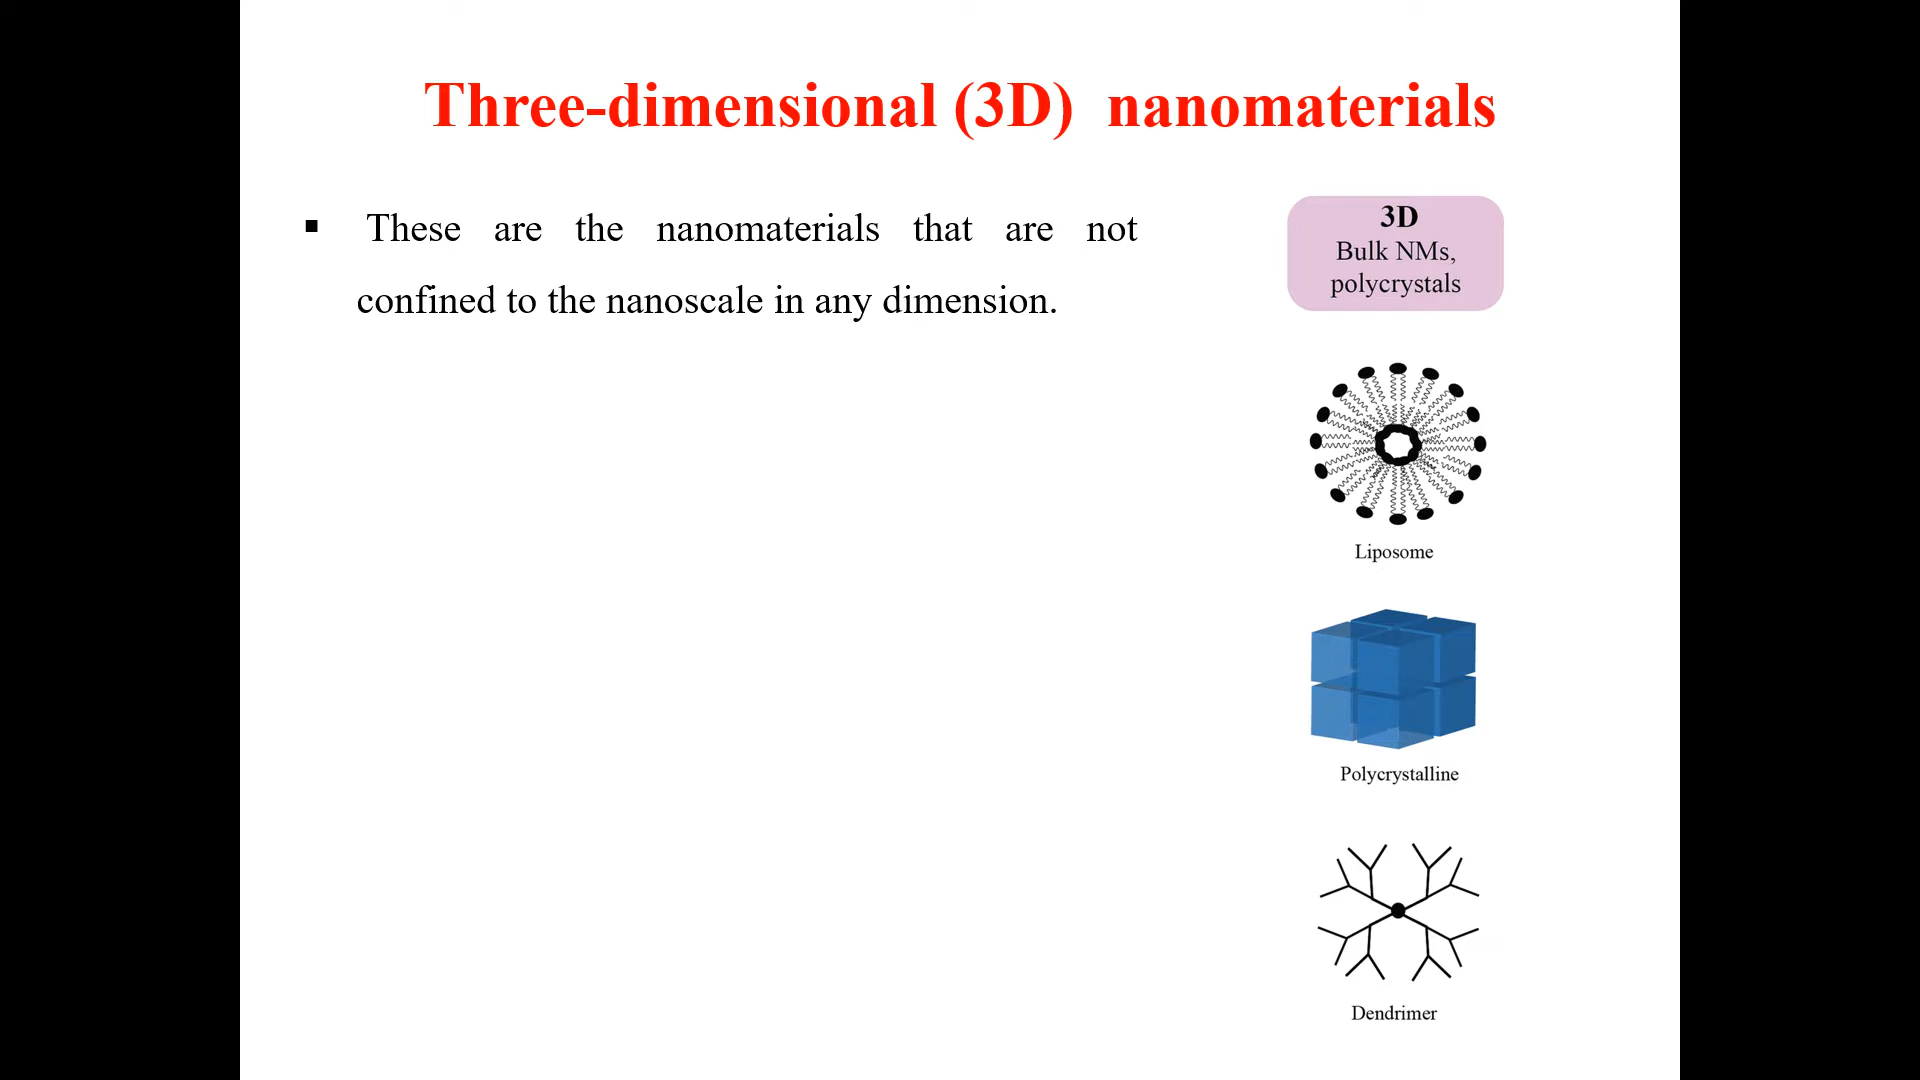 Three-dimensional (3D) nanomaterials
▪ These are the nanomaterials that are not
confined to the nanoscale in any dimension.
3D
Bulk NMs,
polycrystals
Liposome
Polycrystalline
Dendrimer